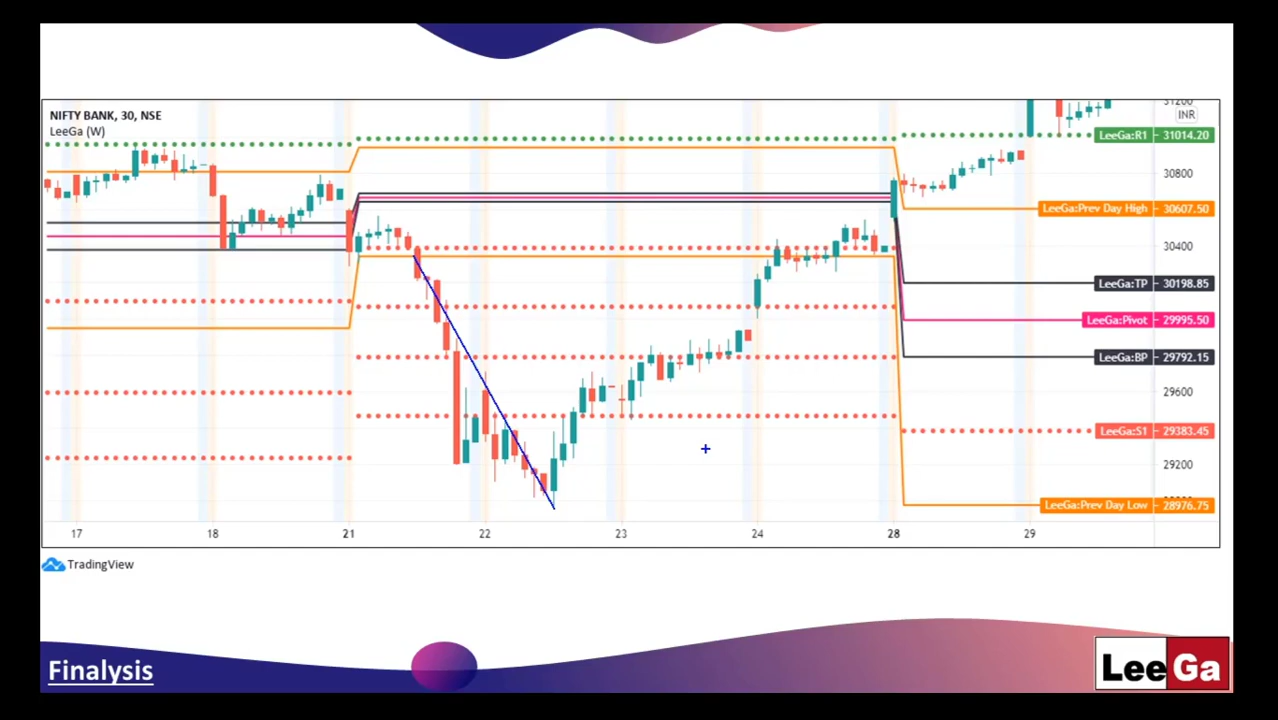 NIFTY BANK, 30, NSE
LeeGa (W)
31200
INR
LeeGa:R1 31014.20
30800
LeeGa:Prev Day High 30607.50
30400
LeeGa:TP 30198.85
LeeGa:Pivot 29995.50
LeeGa:BP 29792.15
29600
LeeGa:S1 29383.45
29200
LeeGa:Prev Day Low 28976.75
17 18 21 22 23 24 28 29
TradingView
Finalysis
LeeGa